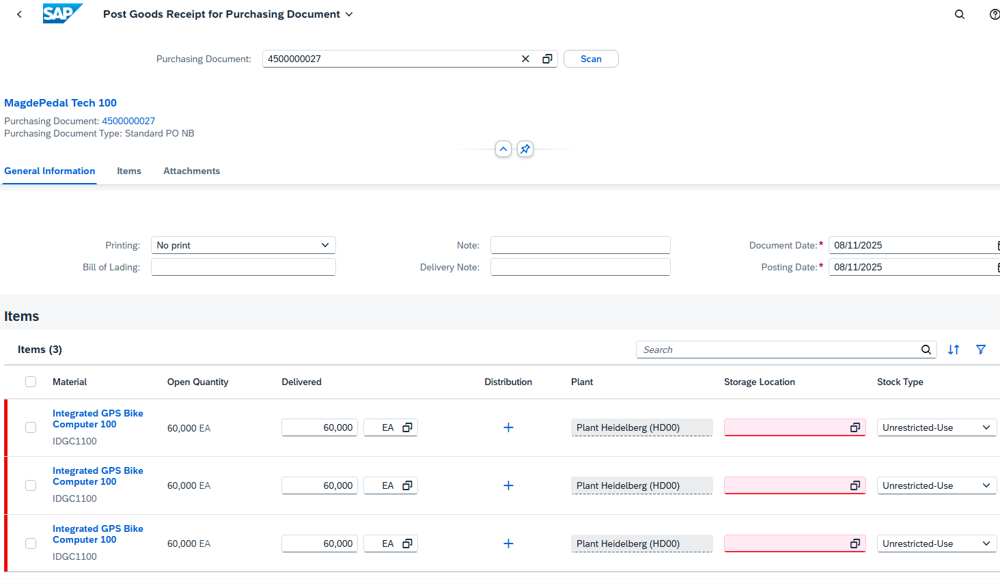 SAP Post Goods Receipt for Purchasing Document
Purchasing Document: 4500000027 Scan
MagdePedal Tech 100
Purchasing Document: 4500000027
Purchasing Document Type: Standard PO NB
General Information Items Attachments
Printing: No print Note: Document Date:* 08/11/2025
Bill of Lading: Delivery Note: Posting Date:* 08/11/2025
Items
Items (3) Search
Material Open Quantity Delivered Distribution Plant Storage Location Stock Type
Integrated GPS Bike
Computer 100
60,000 EA 60,000 EA Plant Heidelberg (HD00) Unrestricted-Use
IDGC1100
Integrated GPS Bike
Computer 100
60,000 EA 60,000 EA Plant Heidelberg (HD00) Unrestricted-Use
IDGC1100
Integrated GPS Bike
Computer 100
60,000 EA 60,000 EA Plant Heidelberg (HD00) Unrestricted-Use
IDGC1100